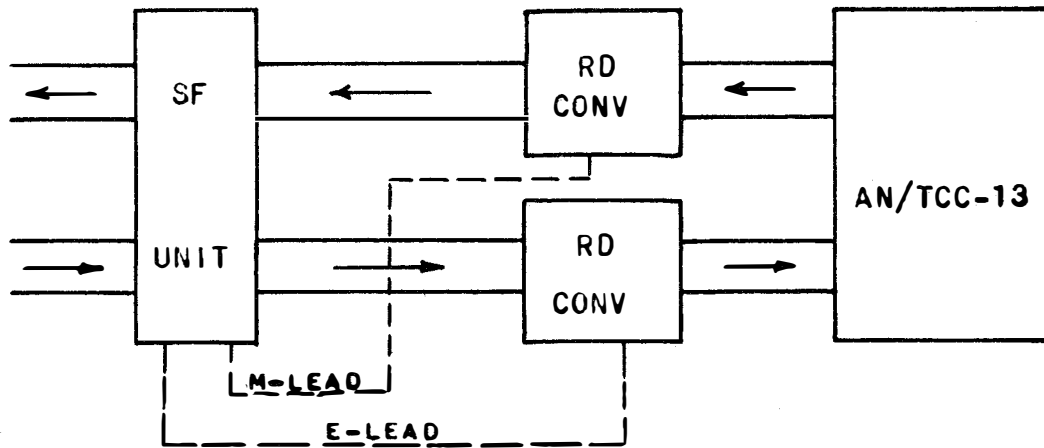 SF
UNIT
RD
CONV
RD
CONV
AN/TCC-13
M-LEAD
E-LEAD